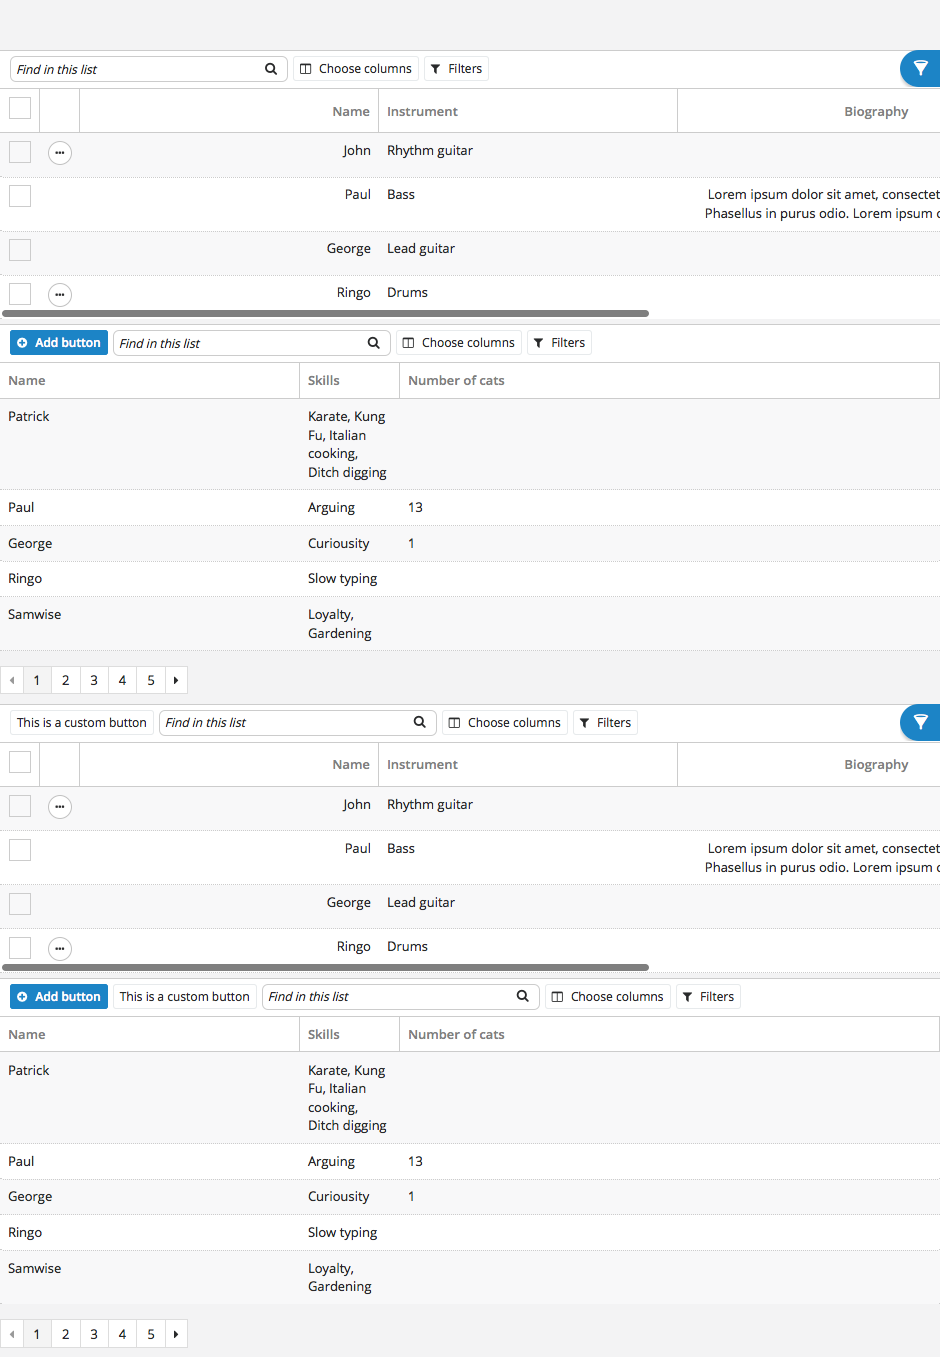 Find in this list Choose columns Filters
Name Instrument Biography
John Rhythm guitar
Paul Bass Lorem ipsum dolor sit amet, consectet
Phasellus in purus odio. Lorem ipsum
George Lead guitar
Ringo Drums
Add button Find in this list Choose columns Filters
Name Skills Number of cats
Patrick Karate, Kung
Fu, Italian
cooking,
Ditch digging
Paul Arguing 13
George Curiousity 1
Ringo Slow typing
Samwise Loyalty,
Gardening
1 2 3 4 5
This is a custom button Find in this list Choose columns Filters
Name Instrument Biography
John Rhythm guitar
Paul Bass Lorem ipsum dolor sit amet, consectet
Phasellus in purus odio. Lorem ipsum
George Lead guitar
Ringo Drums
Add button This is a custom button Find in this list Choose columns Filters
Name Skills Number of cats
Patrick Karate, Kung
Fu, Italian
cooking,
Ditch digging
Paul Arguing 13
George Curiousity 1
Ringo Slow typing
Samwise Loyalty,
Gardening
1 2 3 4 5